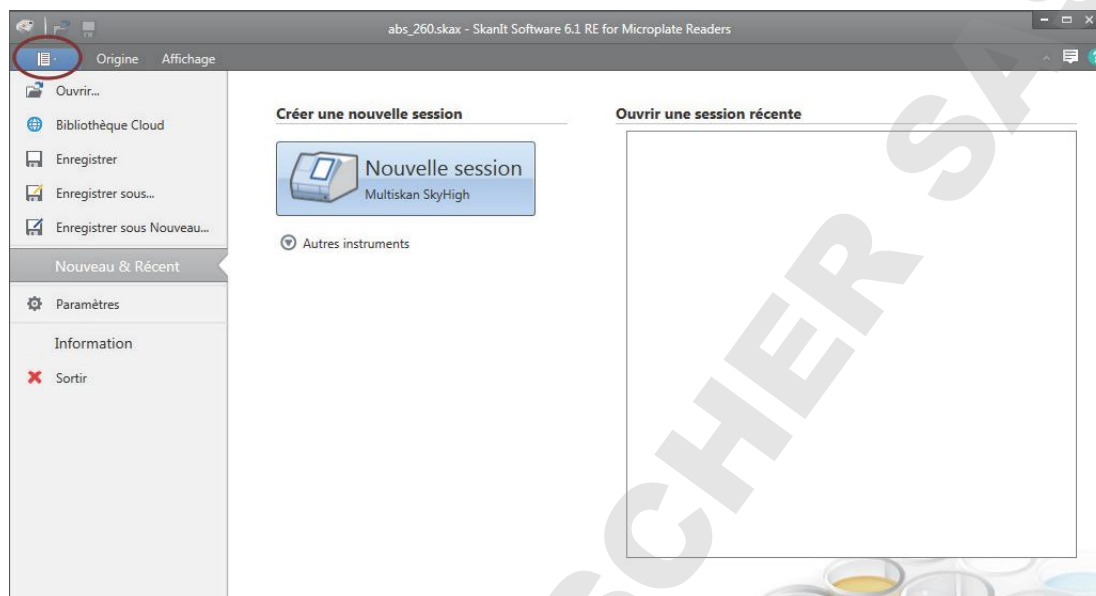 abs_260.skax - SkanIt Software 6.1 RE for Microplate Readers
Origine Affichage
Ouvrir...
Bibliothèque Cloud
Enregistrer
Enregistrer sous...
Enregistrer sous Nouveau...
Nouveau & Récent
Paramètres
Information
Sortir
Créer une nouvelle session
Nouvelle session
Multiskan SkyHigh
Autres instruments
Ouvrir une session récente
SCHER SA